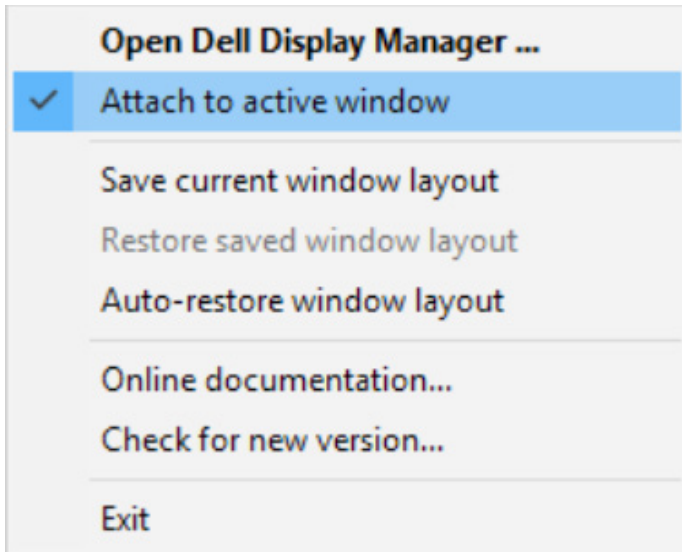 Open Dell Display Manager ...
Attach to active window
Save current window layout
Restore saved window layout
Auto-restore window layout
Online documentation...
Check for new version...
Exit